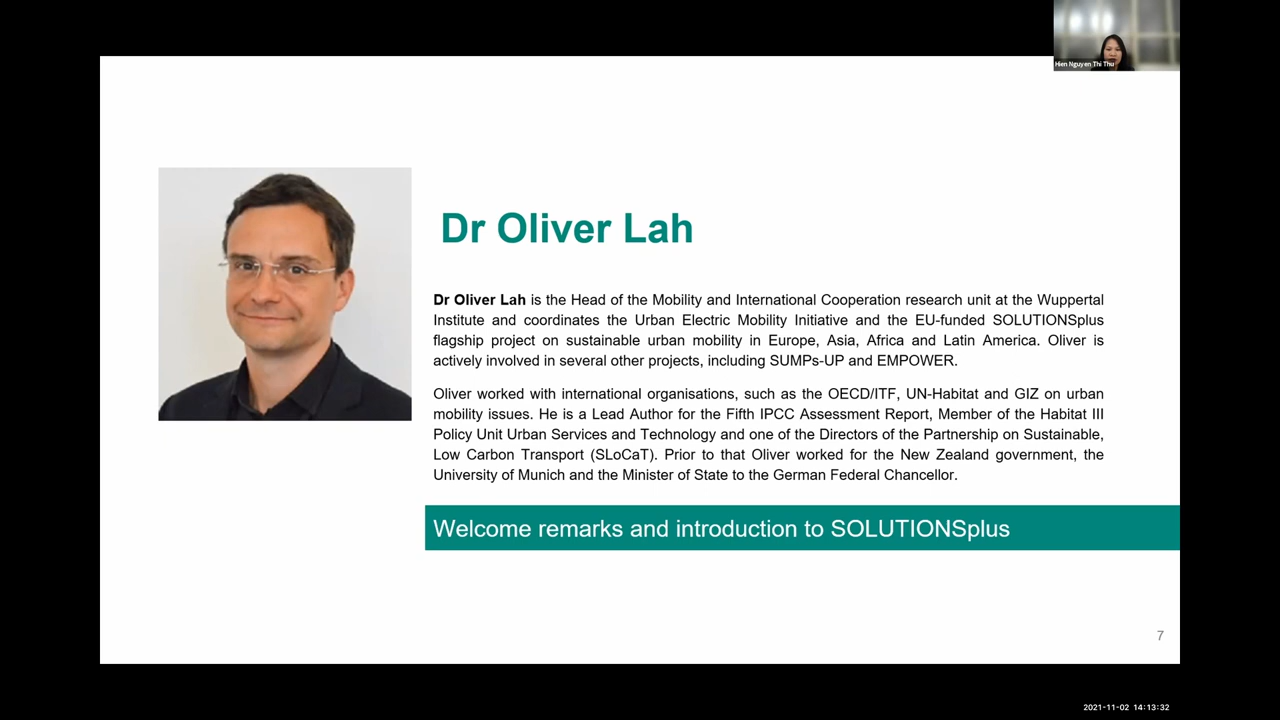 Hien Nguyen Thi Thu
Dr Oliver Lah
Dr Oliver Lah is the Head of the Mobility and International Cooperation research unit at the Wuppertal
Institute and coordinates the Urban Electric Mobility Initiative and the EU-funded SOLUTIONSplus
flagship project on sustainable urban mobility in Europe, Asia, Africa and Latin America. Oliver is
actively involved in several other projects, including SUMPs-UP and EMPOWER.
Oliver worked with international organisations, such as the OECD/ITF, UN-Habitat and GIZ on urban
mobility issues. He is a Lead Author for the Fifth IPCC Assessment Report, Member of the Habitat III
Policy Unit Urban Services and Technology and one of the Directors of the Partnership on Sustainable,
Low Carbon Transport (SLoCaT). Prior to that Oliver worked for the New Zealand government, the
University of Munich and the Minister of State to the German Federal Chancellor.
Welcome remarks and introduction to SOLUTIONSplus
7
2021-11-02 14:13:32